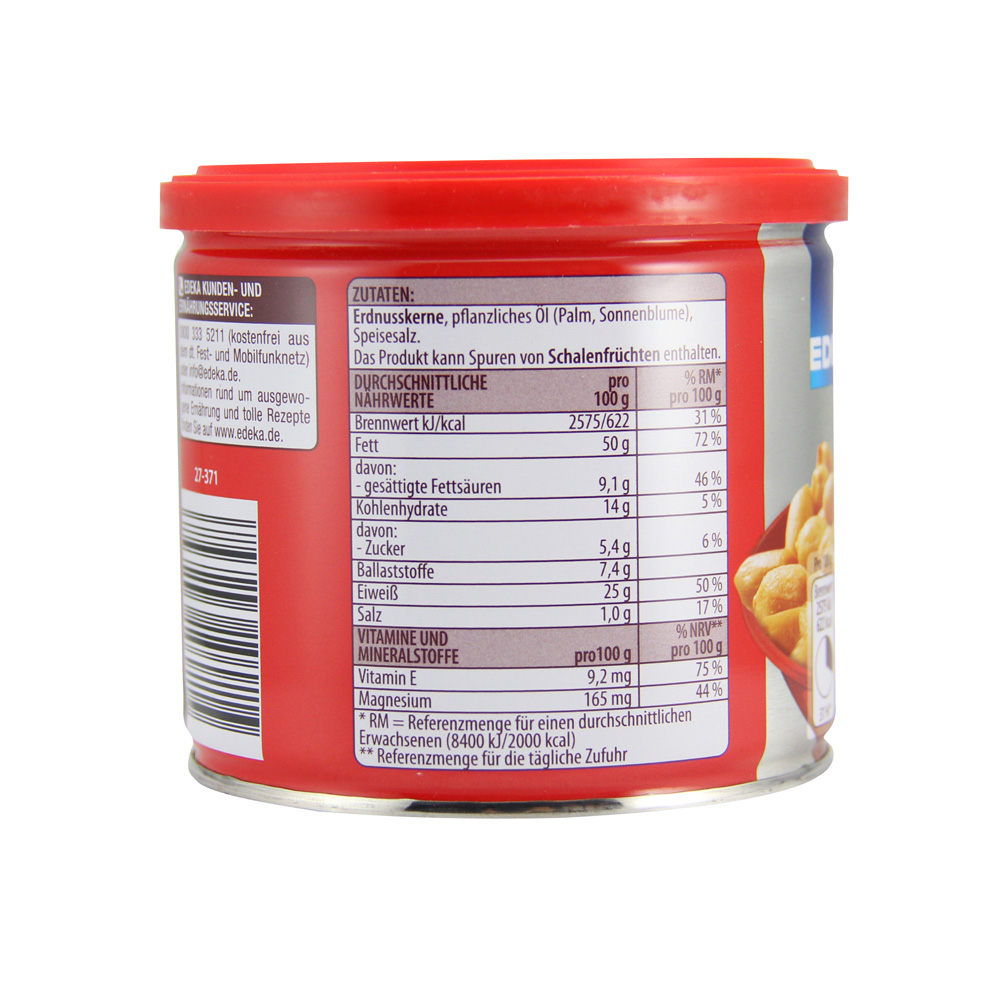 EDEKA KUNDEN- UND
ERNÄHRUNGSSERVICE:
333 5211 (kostenfrei aus
dt. Fest- und Mobilfunknetz)
info@edeka.de.
rund um ausgewo-
Ernährung und tolle Rezepte
Sie auf www.edeka.de.
27-371
ZUTATEN:
Erdnusskerne, pflanzliches Öl (Palm, Sonnenblume),
Speisesalz.
Das Produkt kann Spuren von Schalenfrüchten enthalten.
DURCHSCHNITTLICHE NÄHRWERTE pro 100 g % RM* pro 100 g
Brennwert kJ/kcal 2575/622 31 %
Fett 50 g 72 %
davon:
- gesättigte Fettsäuren 9,1 g 46 %
Kohlenhydrate 14 g 5 %
davon:
- Zucker 5,4 g 6 %
Ballaststoffe 7,4 g
Eiweiß 25 g 50 %
Salz 1,0 g 17 %
VITAMINE UND MINERALSTOFFE pro100 g % NRV** pro 100 g
Vitamin E 9,2 mg 75 %
Magnesium 165 mg 44 %
* RM = Referenzmenge für einen durchschnittlichen
Erwachsenen (8400 kJ/2000 kcal)
** Referenzmenge für die tägliche Zufuhr
ED